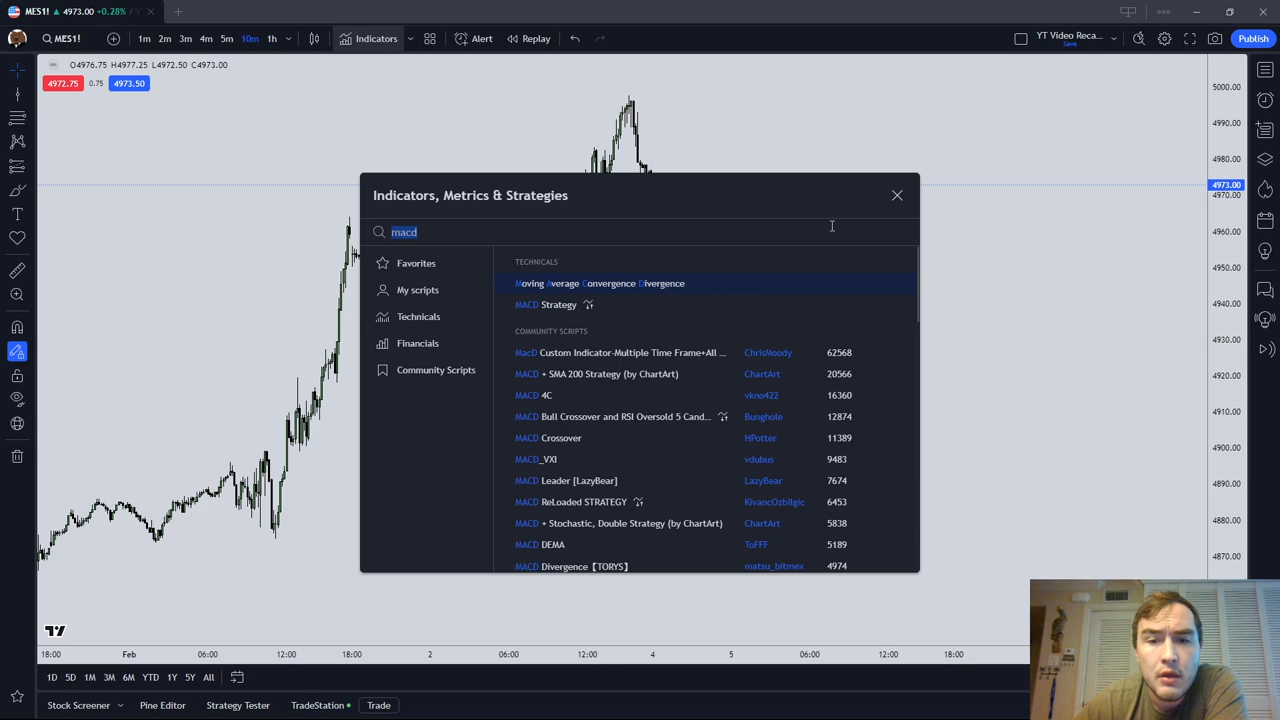 MES1! ▲ 4973.00 +0.28%
MES1! 1m 2m 3m 4m 5m 10m 1h Indicators Alert Replay YT Video Reca... Save Publish
O4976.75 H4977.25 L4972.50 C4973.00
4972.75 0.75 4973.50
5000.00
4990.00
4980.00
4973.00
4970.00
4960.00
4950.00
4940.00
4930.00
4920.00
4910.00
4900.00
4890.00
4880.00
4870.00
Indicators, Metrics & Strategies
macd
Favorites
My scripts
Technicals
Financials
Community Scripts
TECHNICALS
Moving Average Convergence Divergence
MACD Strategy
COMMUNITY SCRIPTS
MacD Custom Indicator-Multiple Time Frame+All ... ChrisMoody 62568
MACD + SMA 200 Strategy (by ChartArt) ChartArt 20566
MACD 4C vkno422 16360
MACD Bull Crossover and RSI Oversold 5 Cand... Bunghole 12874
MACD Crossover HPotter 11389
MACD_VXI vdubus 9483
MACD Leader [LazyBear] LazyBear 7674
MACD ReLoaded STRATEGY KivancOzbilgic 6453
MACD + Stochastic, Double Strategy (by ChartArt) ChartArt 5838
MACD DEMA ToFFF 5189
MACD Divergence【TORYS】 matsu_bitmex 4974
18:00 Feb 06:00 12:00 18:00 2 06:00 12:00 4 5 06:00 12:00 18:00
1D 5D 1M 3M 6M YTD 1Y 5Y All
Stock Screener Pine Editor Strategy Tester TradeStation Trade